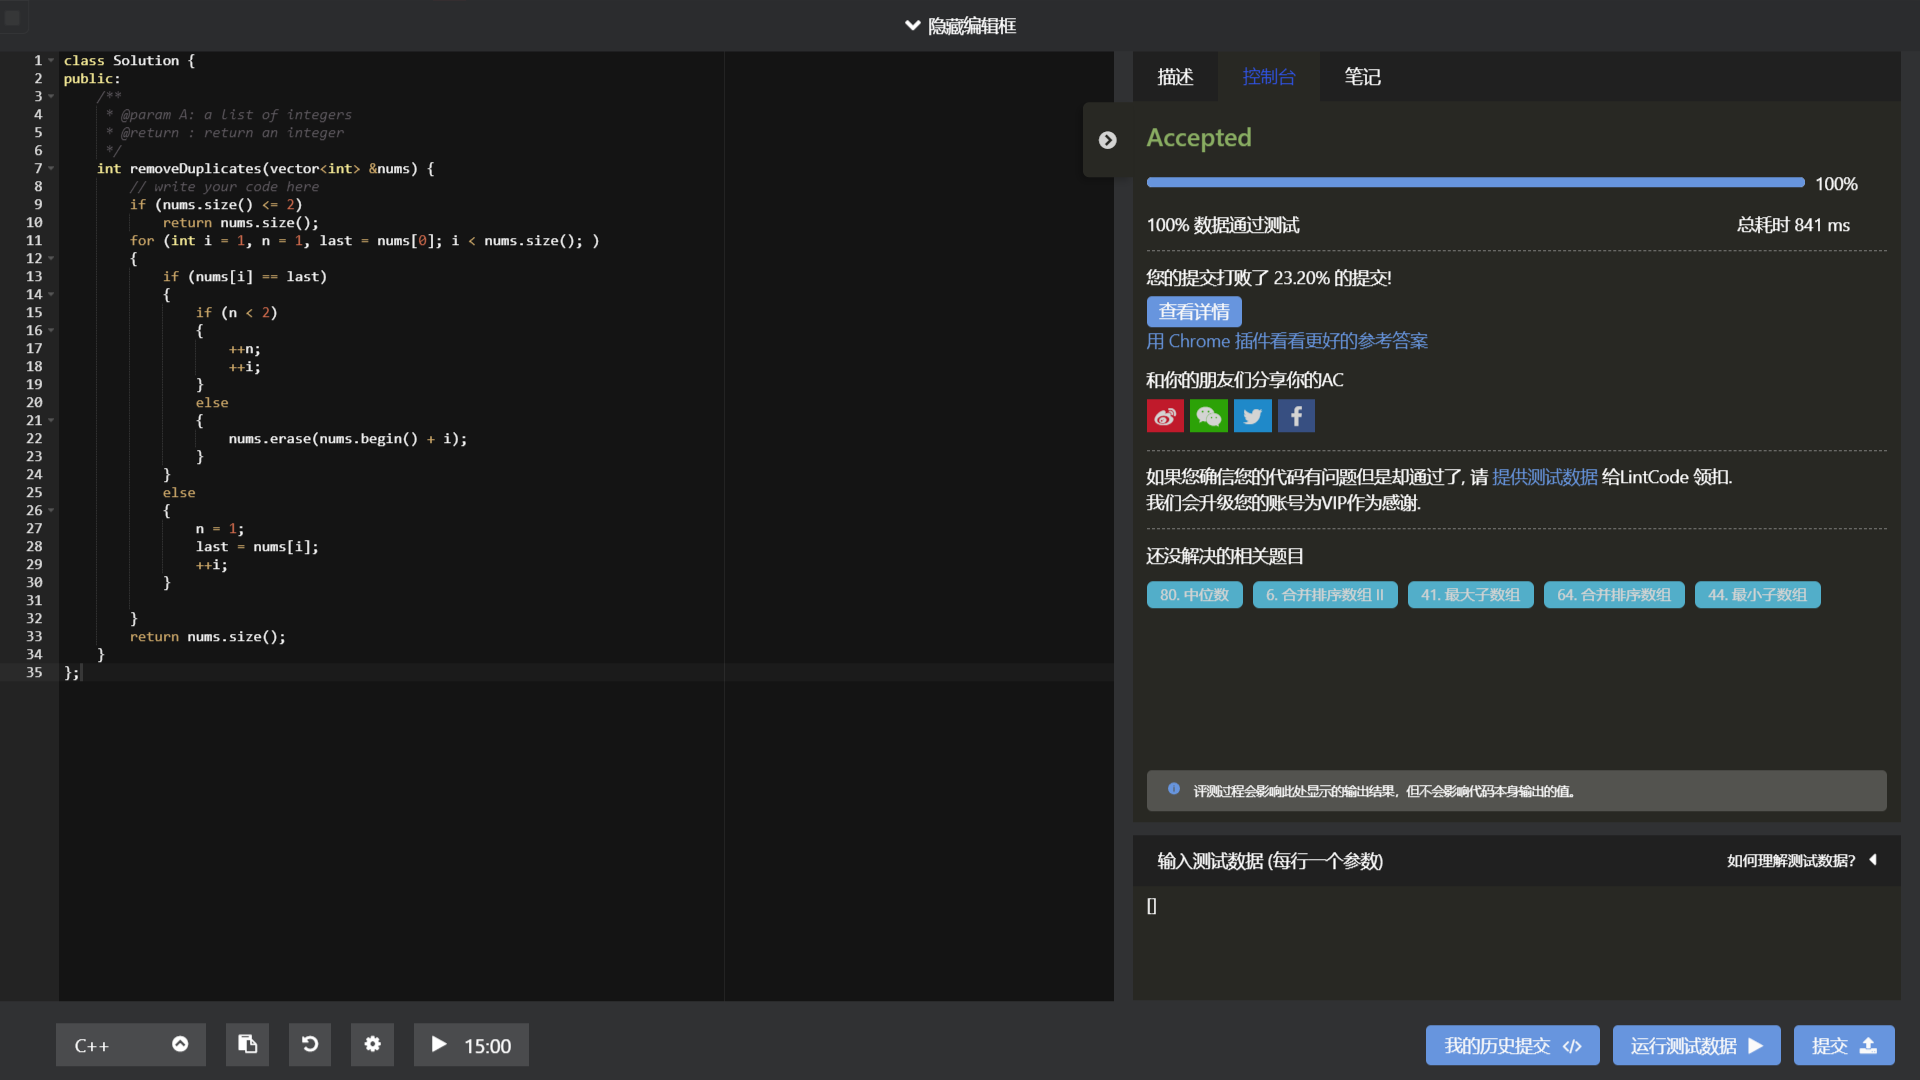 隐藏编辑框
1 class Solution {
2 public:
3 /**
4 * @param A: a list of integers
5 * @return : return an integer
6 */
7 int removeDuplicates(vector<int> &nums) {
8 // write your code here
9 if (nums.size() <= 2)
10 return nums.size();
11 for (int i = 1, n = 1, last = nums[0]; i < nums.size(); )
12 {
13 if (nums[i] == last)
14 {
15 if (n < 2)
16 {
17 ++n;
18 ++i;
19 }
20 else
21 {
22 nums.erase(nums.begin() + i);
23 }
24 }
25 else
26 {
27 n = 1;
28 last = nums[i];
29 ++i;
30 }
31
32 }
33 return nums.size();
34 }
35 };
描述 控制台 笔记
Accepted
100%
100% 数据通过测试 总耗时 841 ms
您的提交打败了 23.20% 的提交!
查看详情
用 Chrome 插件看看更好的参考答案
和你的朋友们分享你的AC
如果您确信您的代码有问题但是却通过了, 请 提供测试数据 给LintCode 领扣.
我们会升级您的账号为VIP作为感谢.
还没解决的相关题目
80. 中位数 6. 合并排序数组 II 41. 最大子数组 64. 合并排序数组 44. 最小子数组
评测过程会影响此处显示的输出结果，但不会影响代码本身输出的值。
输入测试数据 (每行一个参数) 如何理解测试数据?
[]
C++ 15:00 我的历史提交 运行测试数据 提交